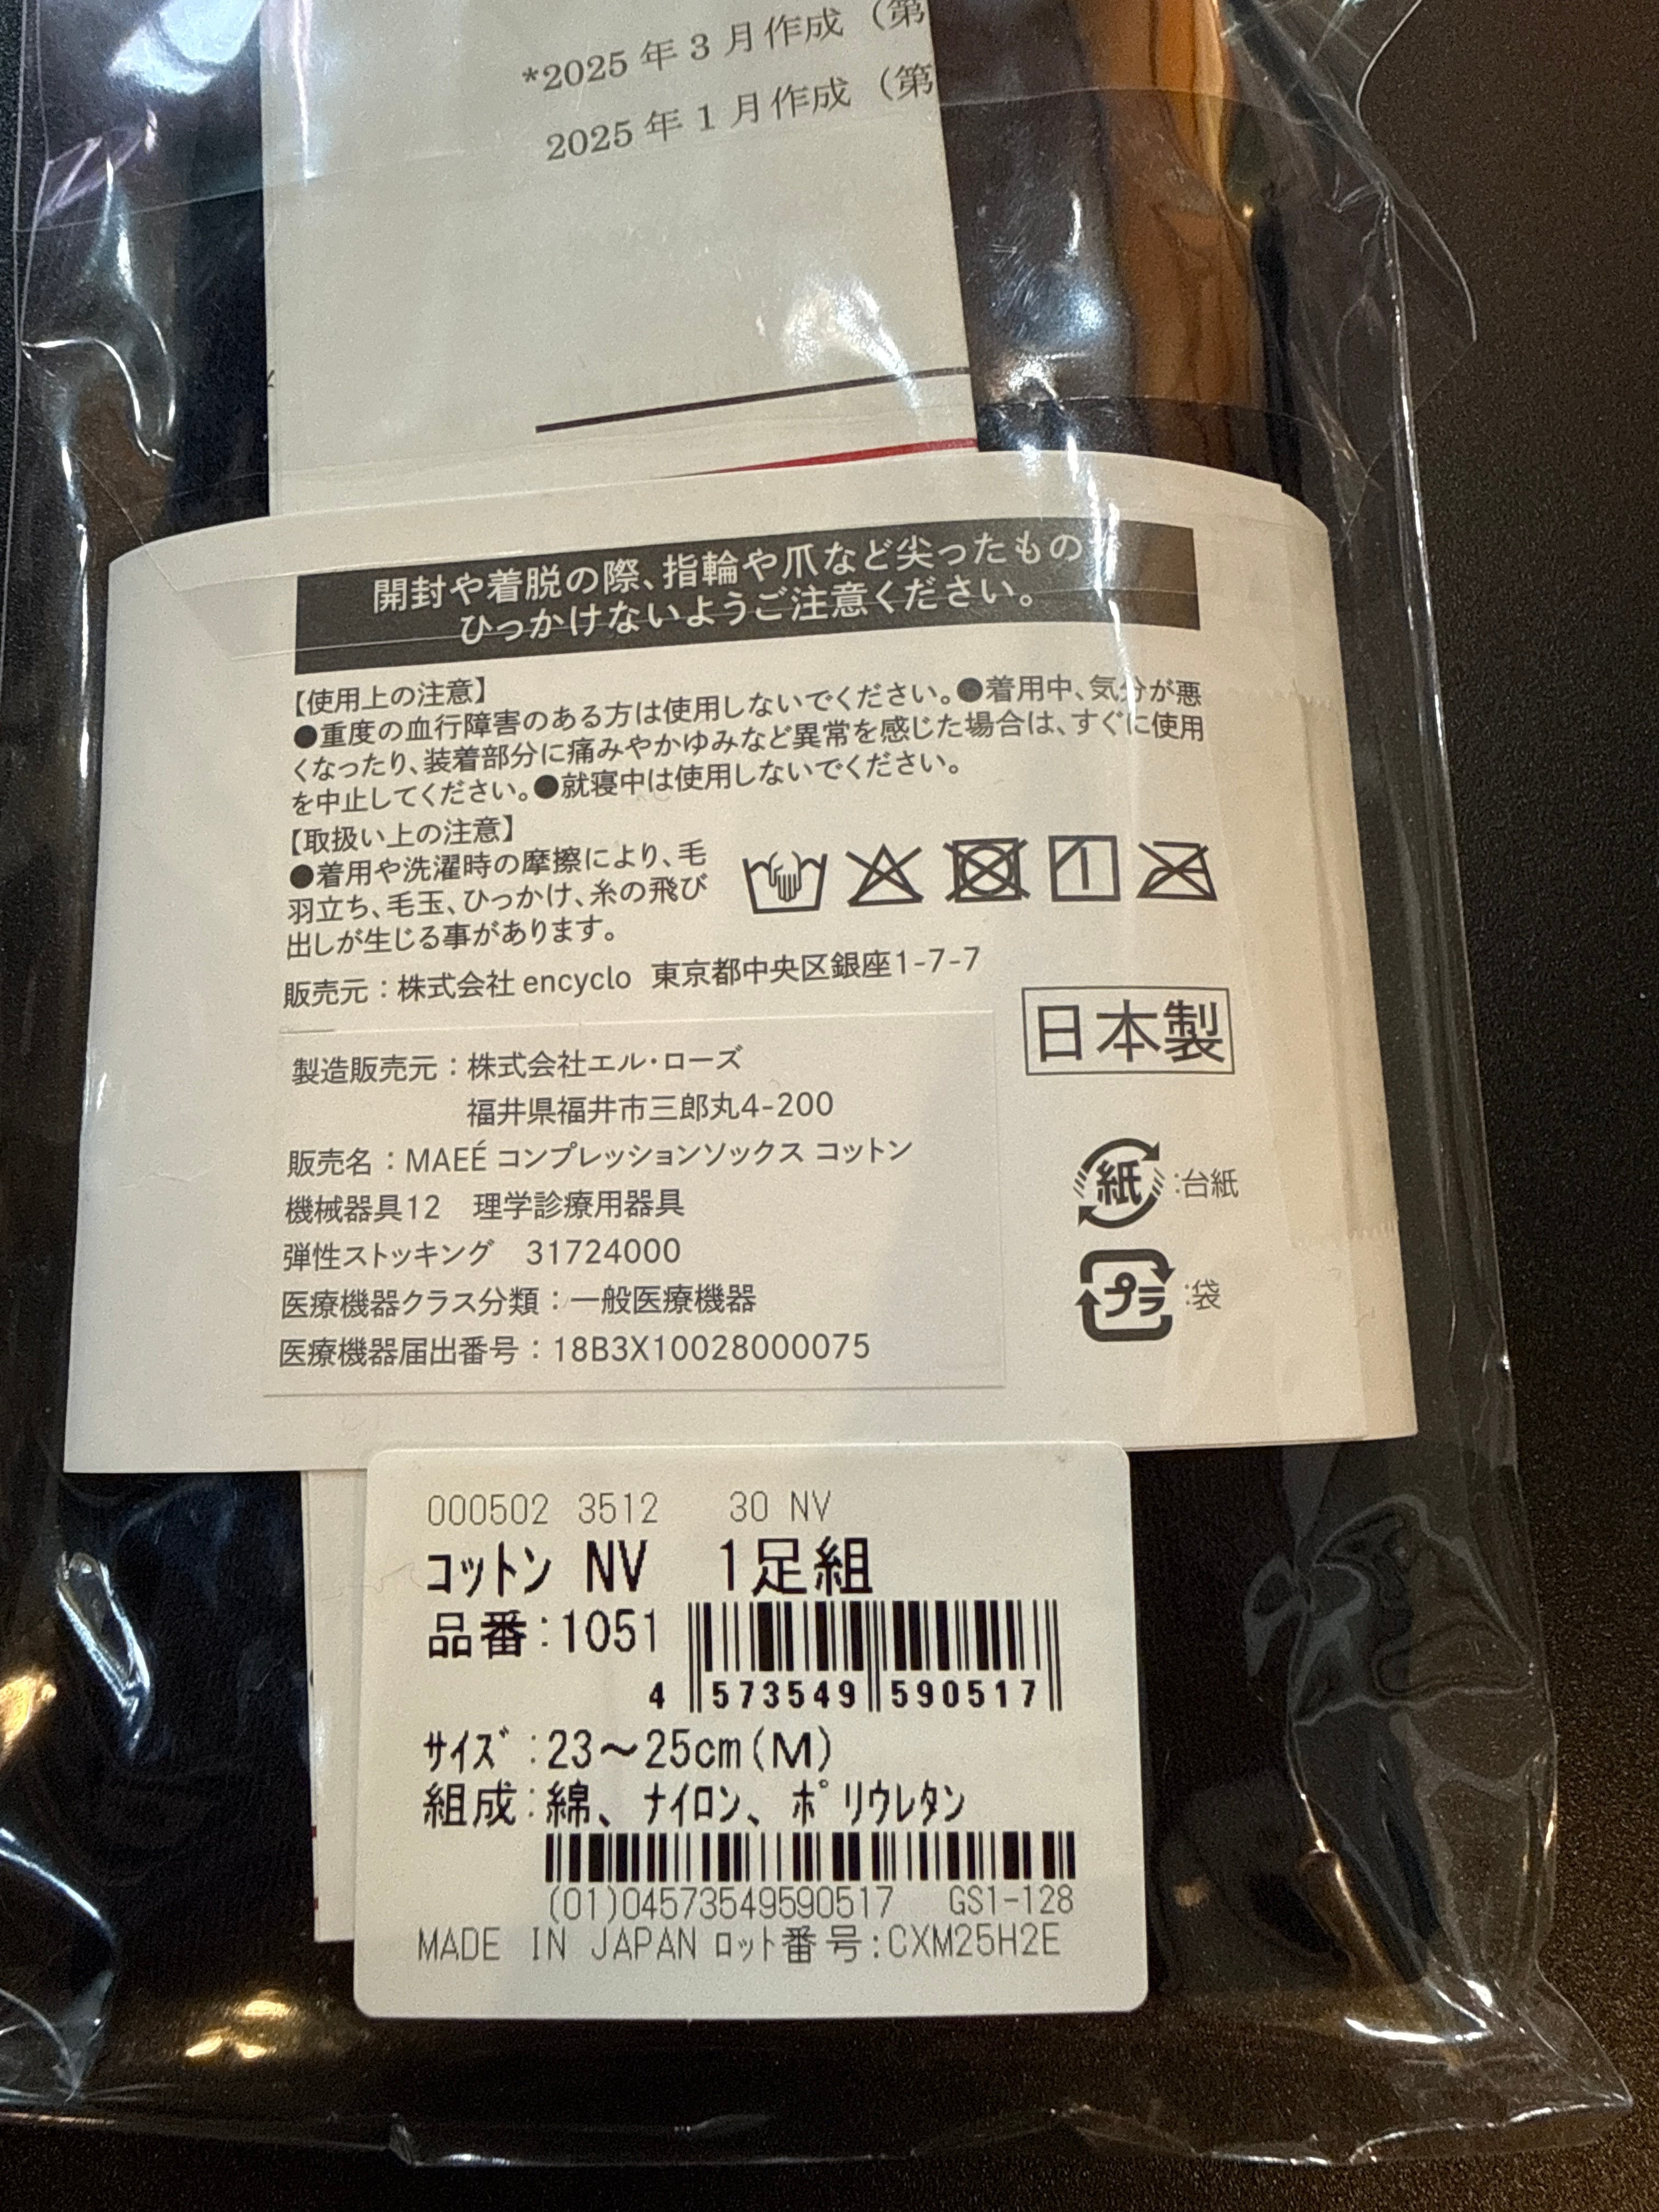 *2025 年 3 月作成（第
2025 年 1 月作成（第
開封や着脱の際、指輪や爪など尖ったもの
ひっかけないようご注意ください。
【使用上の注意】
●重度の血行障害のある方は使用しないでください。●着用中、気分が悪
くなったり、装着部分に痛みやかゆみなど異常を感じた場合は、すぐに使用
を中止してください。●就寝中は使用しないでください。
【取扱い上の注意】
●着用や洗濯時の摩擦により、毛
羽立ち、毛玉、ひっかけ、糸の飛び
出しが生じる事があります。
販売元：株式会社 encyclo 東京都中央区銀座1-7-7
日本製
製造販売元：株式会社エル・ローズ
福井県福井市三郎丸4-200
販売名：MAEÉ コンプレッションソックス コットン
機械器具12 理学診療用器具
弾性ストッキング 31724000
医療機器クラス分類：一般医療機器
医療機器届出番号：18B3X10028000075
紙:台紙
プラ:袋
000502 3512 30 NV
コットン NV 1足組
品番:1051
4 573549 590517
サイズ:23〜25cm(M)
組成:綿、ナイロン、ポリウレタン
(01)04573549590517 GS1-128
MADE IN JAPAN ロット番号:CXM25H2E